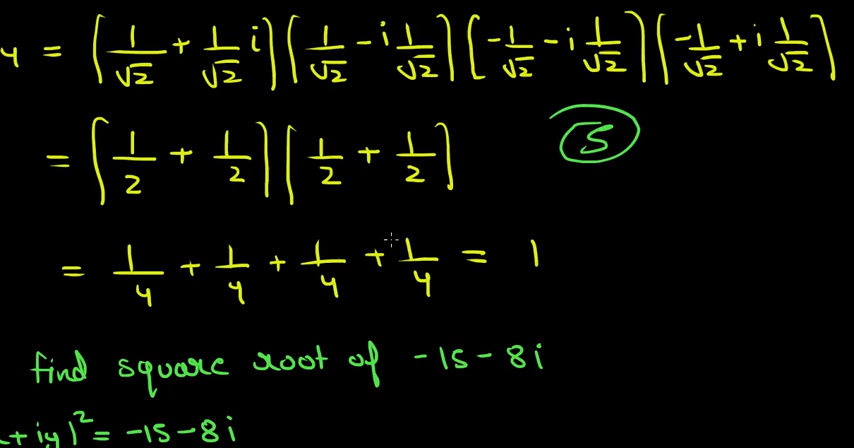 4 = (1/√2 + 1/√2 i) (1/√2 - i 1/√2) [-1/√2 - i 1/√2) (-1/√2 + i 1/√2)
= (1/2 + 1/2) (1/2 + 1/2)
5
= 1/4 + 1/4 + 1/4 + 1/4 = 1
find square root of -15 - 8i
+ iy)² = -15 - 8i